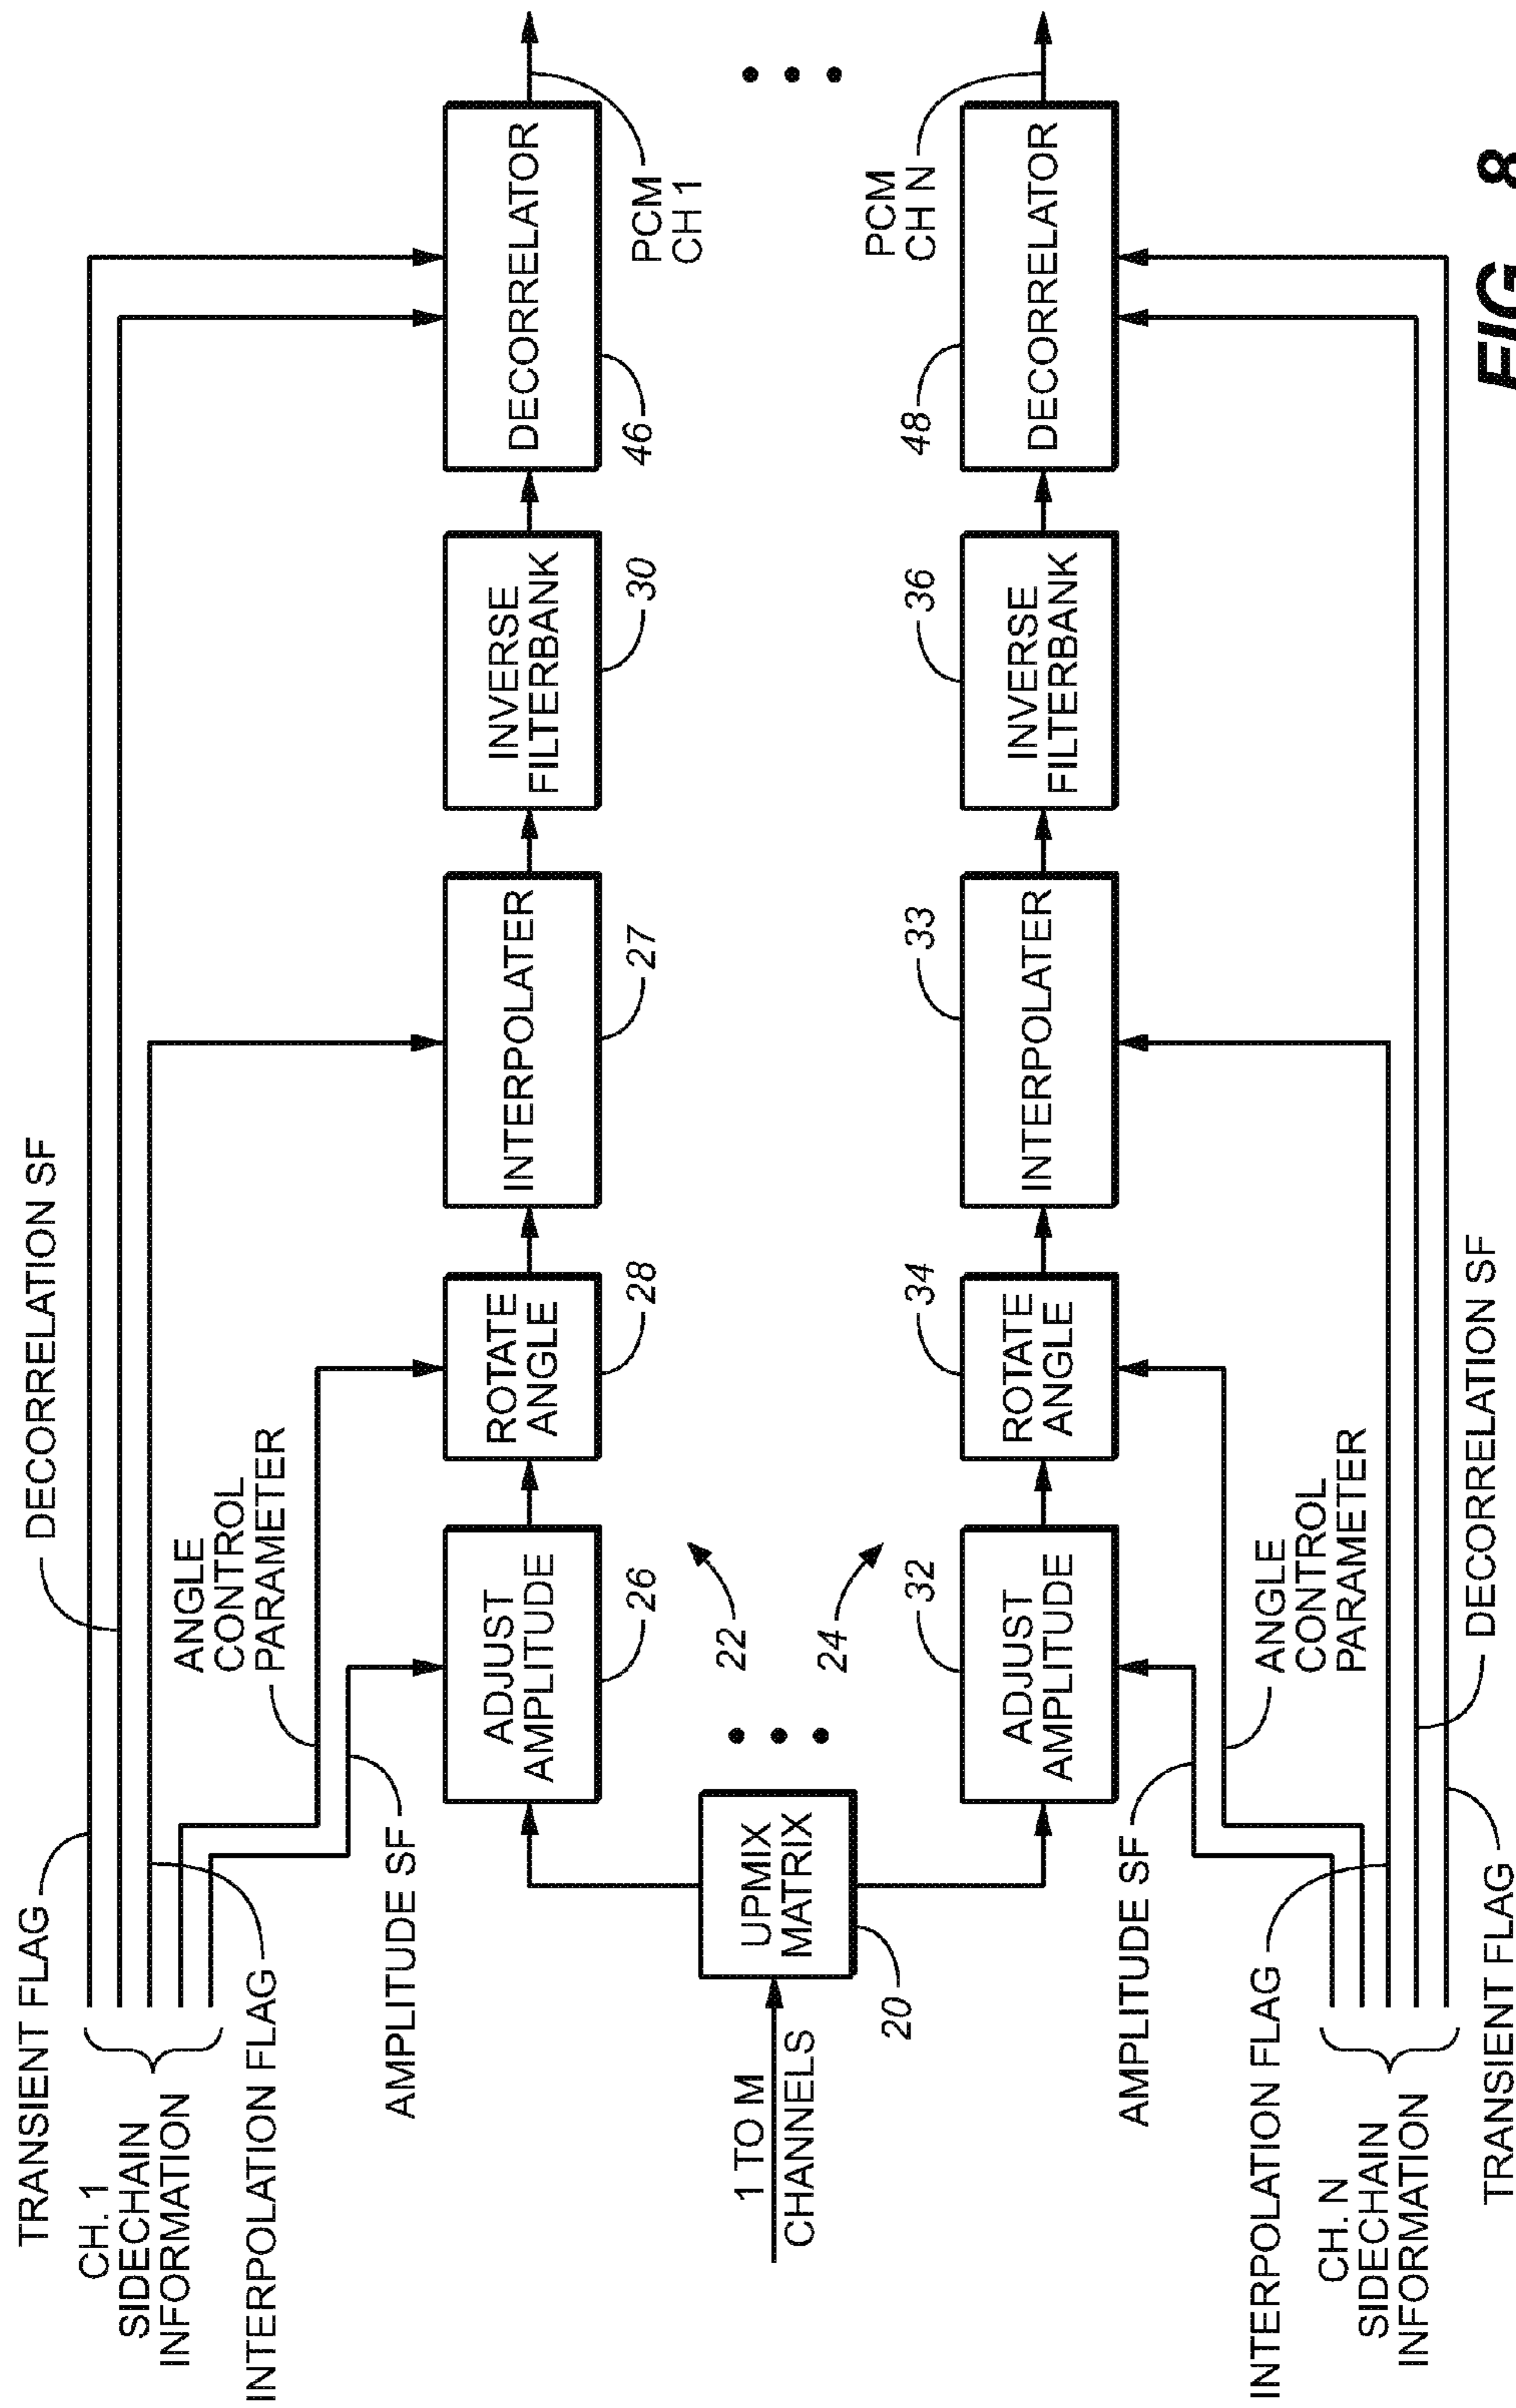 TRANSIENT FLAG
DECORRELATION SF
CH. 1
SIDECHAIN
INFORMATION
INTERPOLATION FLAG
ANGLE
CONTROL
PARAMETER
AMPLITUDE SF
ADJUST
AMPLITUDE
26
ROTATE
ANGLE
28
INTERPOLATER
27
INVERSE
FILTERBANK
30
DECORRELATOR
46
PCM
CH 1
22
1 TO M
CHANNELS
UPMIX
MATRIX
20
24
ADJUST
AMPLITUDE
32
ROTATE
ANGLE
34
INTERPOLATER
33
INVERSE
FILTERBANK
36
DECORRELATOR
48
PCM
CH N
AMPLITUDE SF
ANGLE
CONTROL
PARAMETER
INTERPOLATION FLAG
CH. N
SIDECHAIN
INFORMATION
DECORRELATION SF
TRANSIENT FLAG
FIG._8